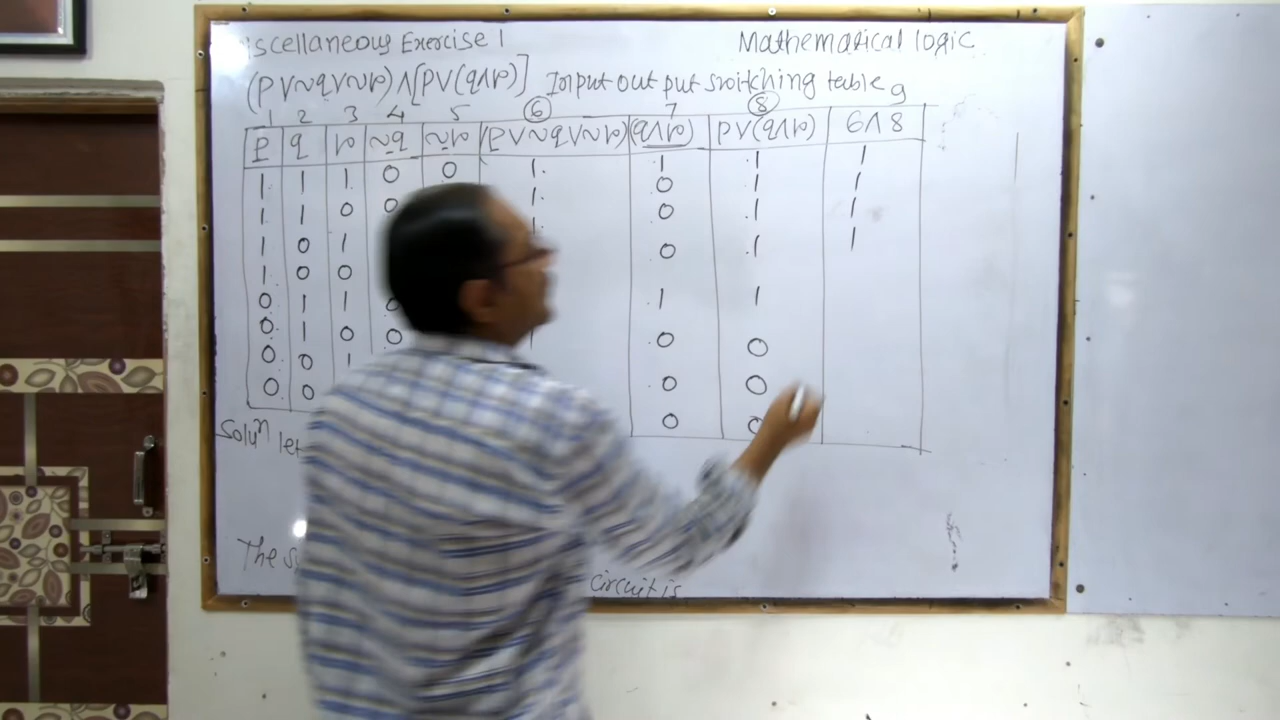 iscellaneous Exercise 1 Mathematical logic
(p∨~q∨~r)∧[p∨(q∧r)] Input out put switching table
1 2 3 4 5 6 7 8
p q r ~q ~r (p∨~q∨~r) (q∧r) p∨(q∧r) 6∧8
1 1 1 0 0 1 1 1 1
1 1 0 0 1 0 1 1
1 0 1 0 1 1
1 0 0 0 1 1
0 1 1 0 1 1
0 1 0 0 0 0
0 0 1 0 0
0 0 0 0
Soluⁿ let
The s circuit is